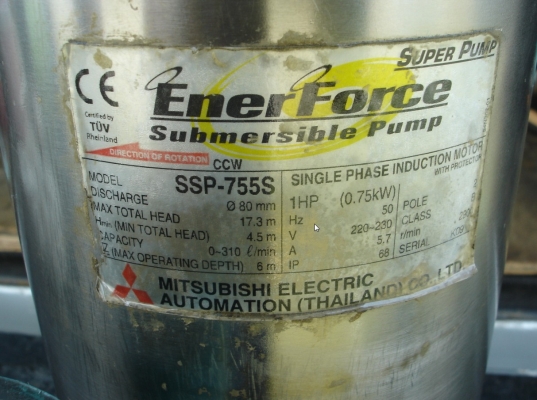 SUPER PUMP
CE
Certified by
TÜV
Rheinland
EnerForce
Submersible Pump
DIRECTION OF ROTATION CCW
MODEL SSP-755S
DISCHARGE Ø 80 mm
MAX TOTAL HEAD 17.3 m
Hmin (MIN TOTAL HEAD) 4.5 m
CAPACITY 0~310 ℓ/min
(MAX OPERATING DEPTH) 6 m
SINGLE PHASE INDUCTION MOTOR
WITH PROTECTION
1HP (0.75kW) POLE
Hz 50 CLASS
V 220-230 r/min
A 5.7 SERIAL
IP 68
MITSUBISHI ELECTRIC
AUTOMATION (THAILAND) CO., LTD.